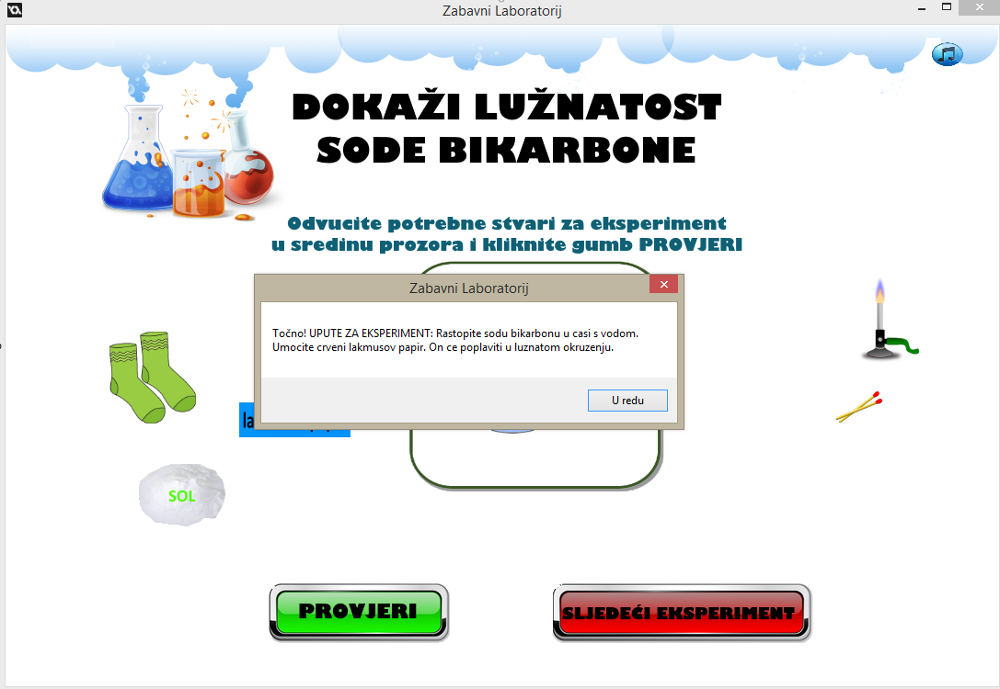 Zabavni Laboratorij
DOKAŽI LUŽNATOST
SODE BIKARBONE
Odvucite potrebne stvari za eksperiment
u sredinu prozora i kliknite gumb PROVJERI
Zabavni Laboratorij
Točno! UPUTE ZA EKSPERIMENT: Rastopite sodu bikarbonu u casi s vodom.
Umocite crveni lakmusov papir. On ce poplaviti u luznatom okruzenju.
U redu
SOL
PROVJERI
SLJEDEĆI EKSPERIMENT